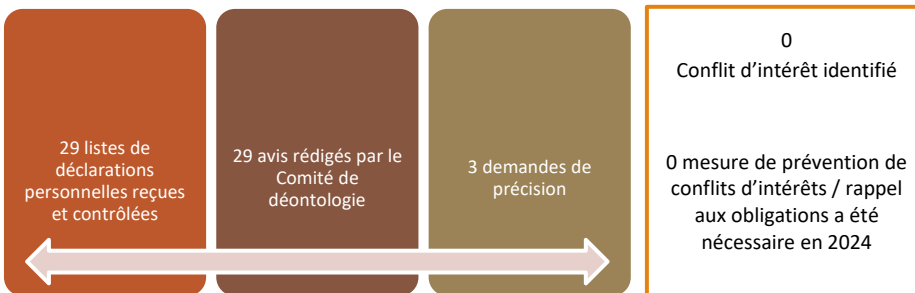 29 listes de
déclarations
personnelles reçues
et contrôlées
29 avis rédigés par le
Comité de
déontologie
3 demandes de
précision
0
Conflit d’intérêt identifié
0 mesure de prévention de
conflits d’intérêts / rappel
aux obligations a été
nécessaire en 2024